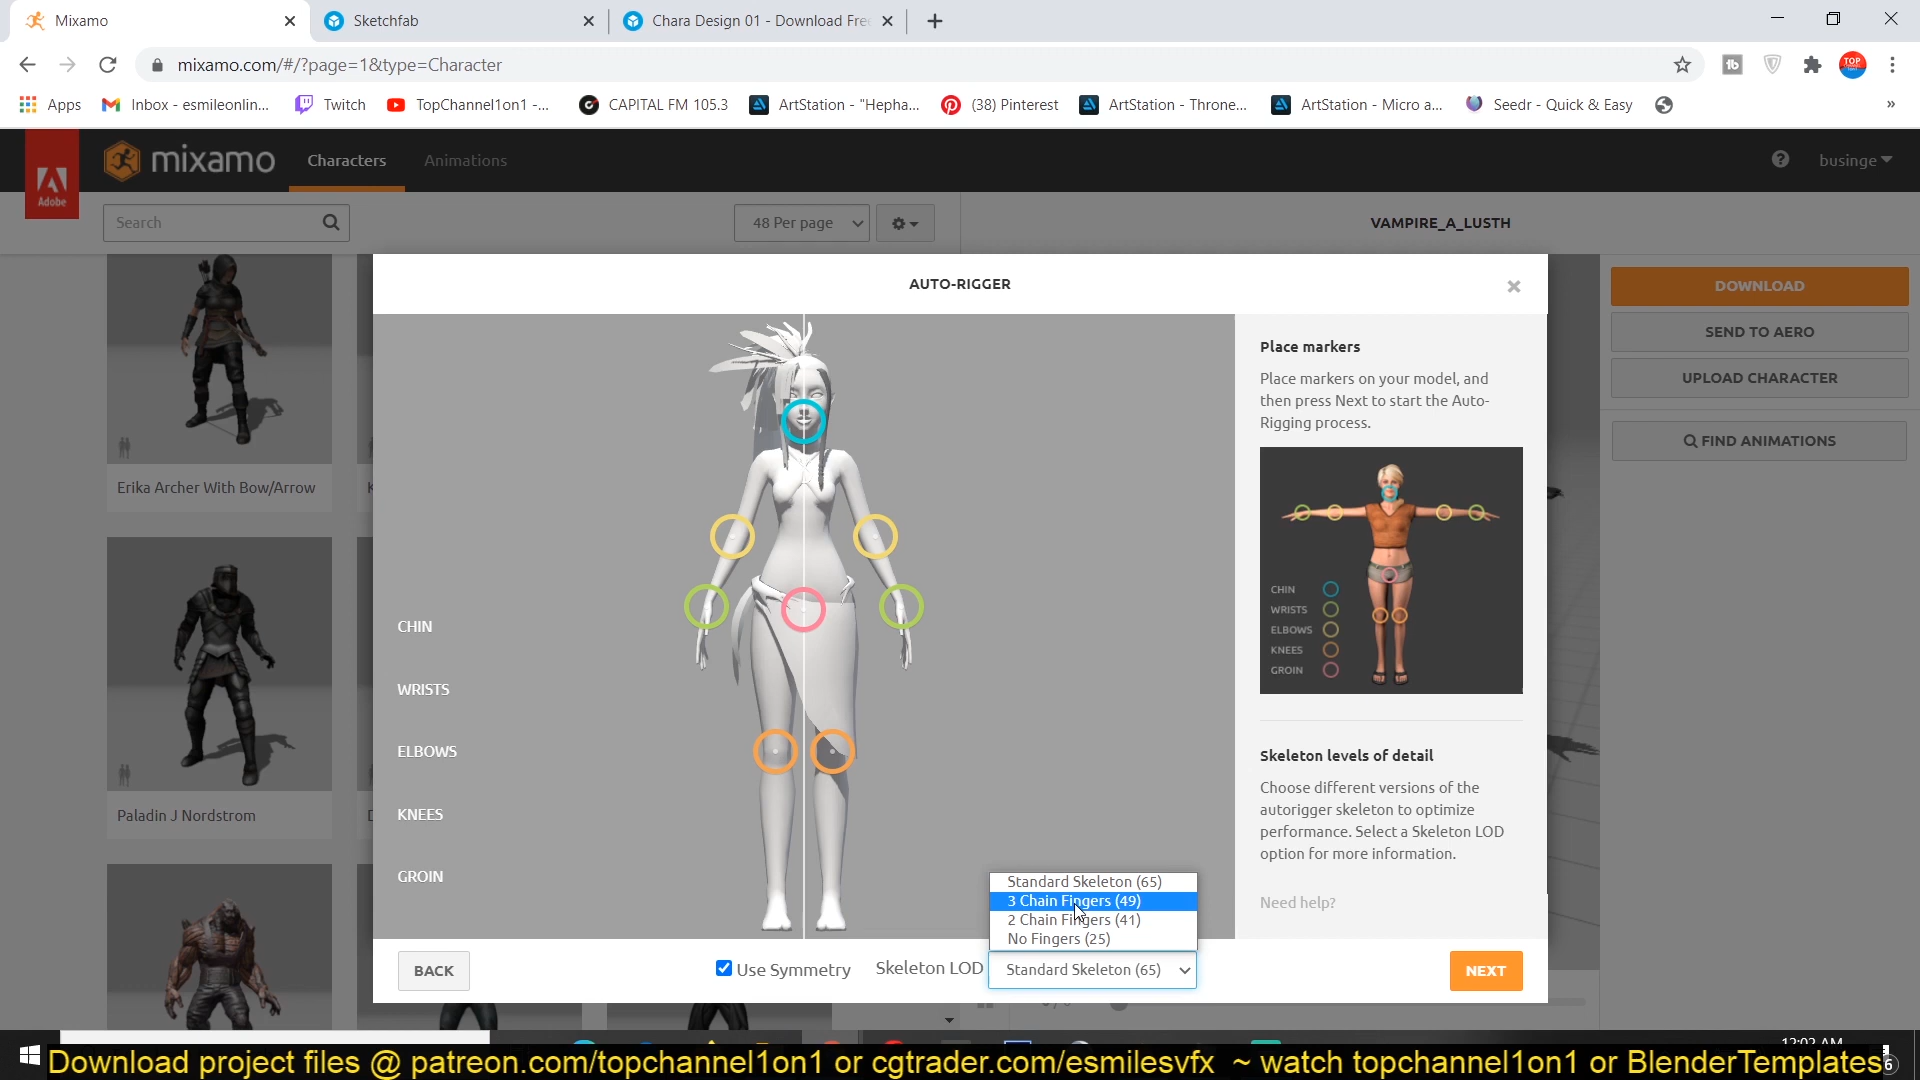 Mixamo
Sketchfab
Chara Design 01 - Download Fre
mixamo.com/#/?page=1&type=Character
Apps
Inbox - esmileonlin...
Twitch
TopChannel1on1 -...
CAPITAL FM 105.3
ArtStation - "Hepha...
(38) Pinterest
ArtStation - Throne...
ArtStation - Micro a...
Seedr - Quick & Easy
»
Adobe
mixamo
Characters
Animations
businge
Search
48 Per page
VAMPIRE_A_LUSTH
AUTO-RIGGER
DOWNLOAD
SEND TO AERO
UPLOAD CHARACTER
FIND ANIMATIONS
Erika Archer With Bow/Arrow
Paladin J Nordstrom
CHIN
WRISTS
ELBOWS
KNEES
GROIN
Place markers
Place markers on your model, and
then press Next to start the Auto-
Rigging process.
CHIN
WRISTS
ELBOWS
KNEES
GROIN
Skeleton levels of detail
Choose different versions of the
autorigger skeleton to optimize
performance. Select a Skeleton LOD
option for more information.
Need help?
Standard Skeleton (65)
3 Chain Fingers (49)
2 Chain Fingers (41)
No Fingers (25)
BACK
Use Symmetry
Skeleton LOD
Standard Skeleton (65)
NEXT
12:02 AM
Download project files @ patreon.com/topchannel1on1 or cgtrader.com/esmilesvfx ~ watch topchannel1on1 or BlenderTemplates